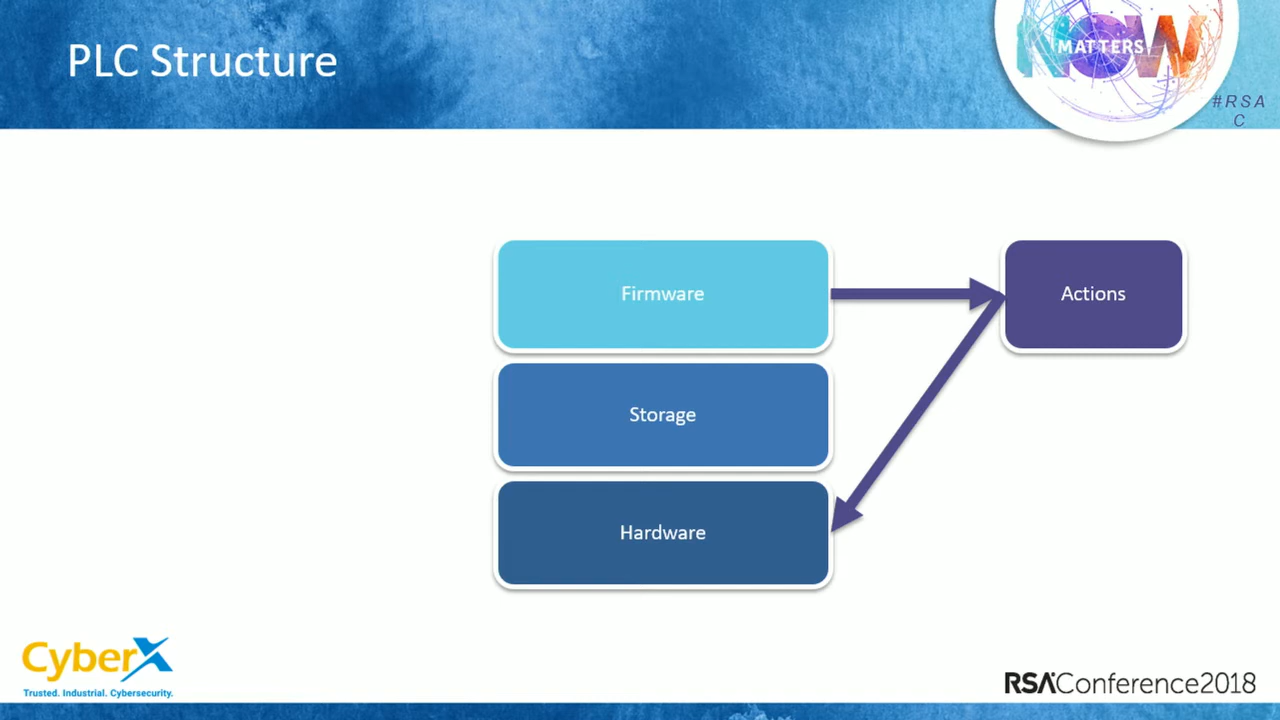 PLC Structure
NOW
MATTERS
#RSA
C
Firmware
Actions
Storage
Hardware
CyberX
Trusted. Industrial. Cybersecurity.
RSAConference2018